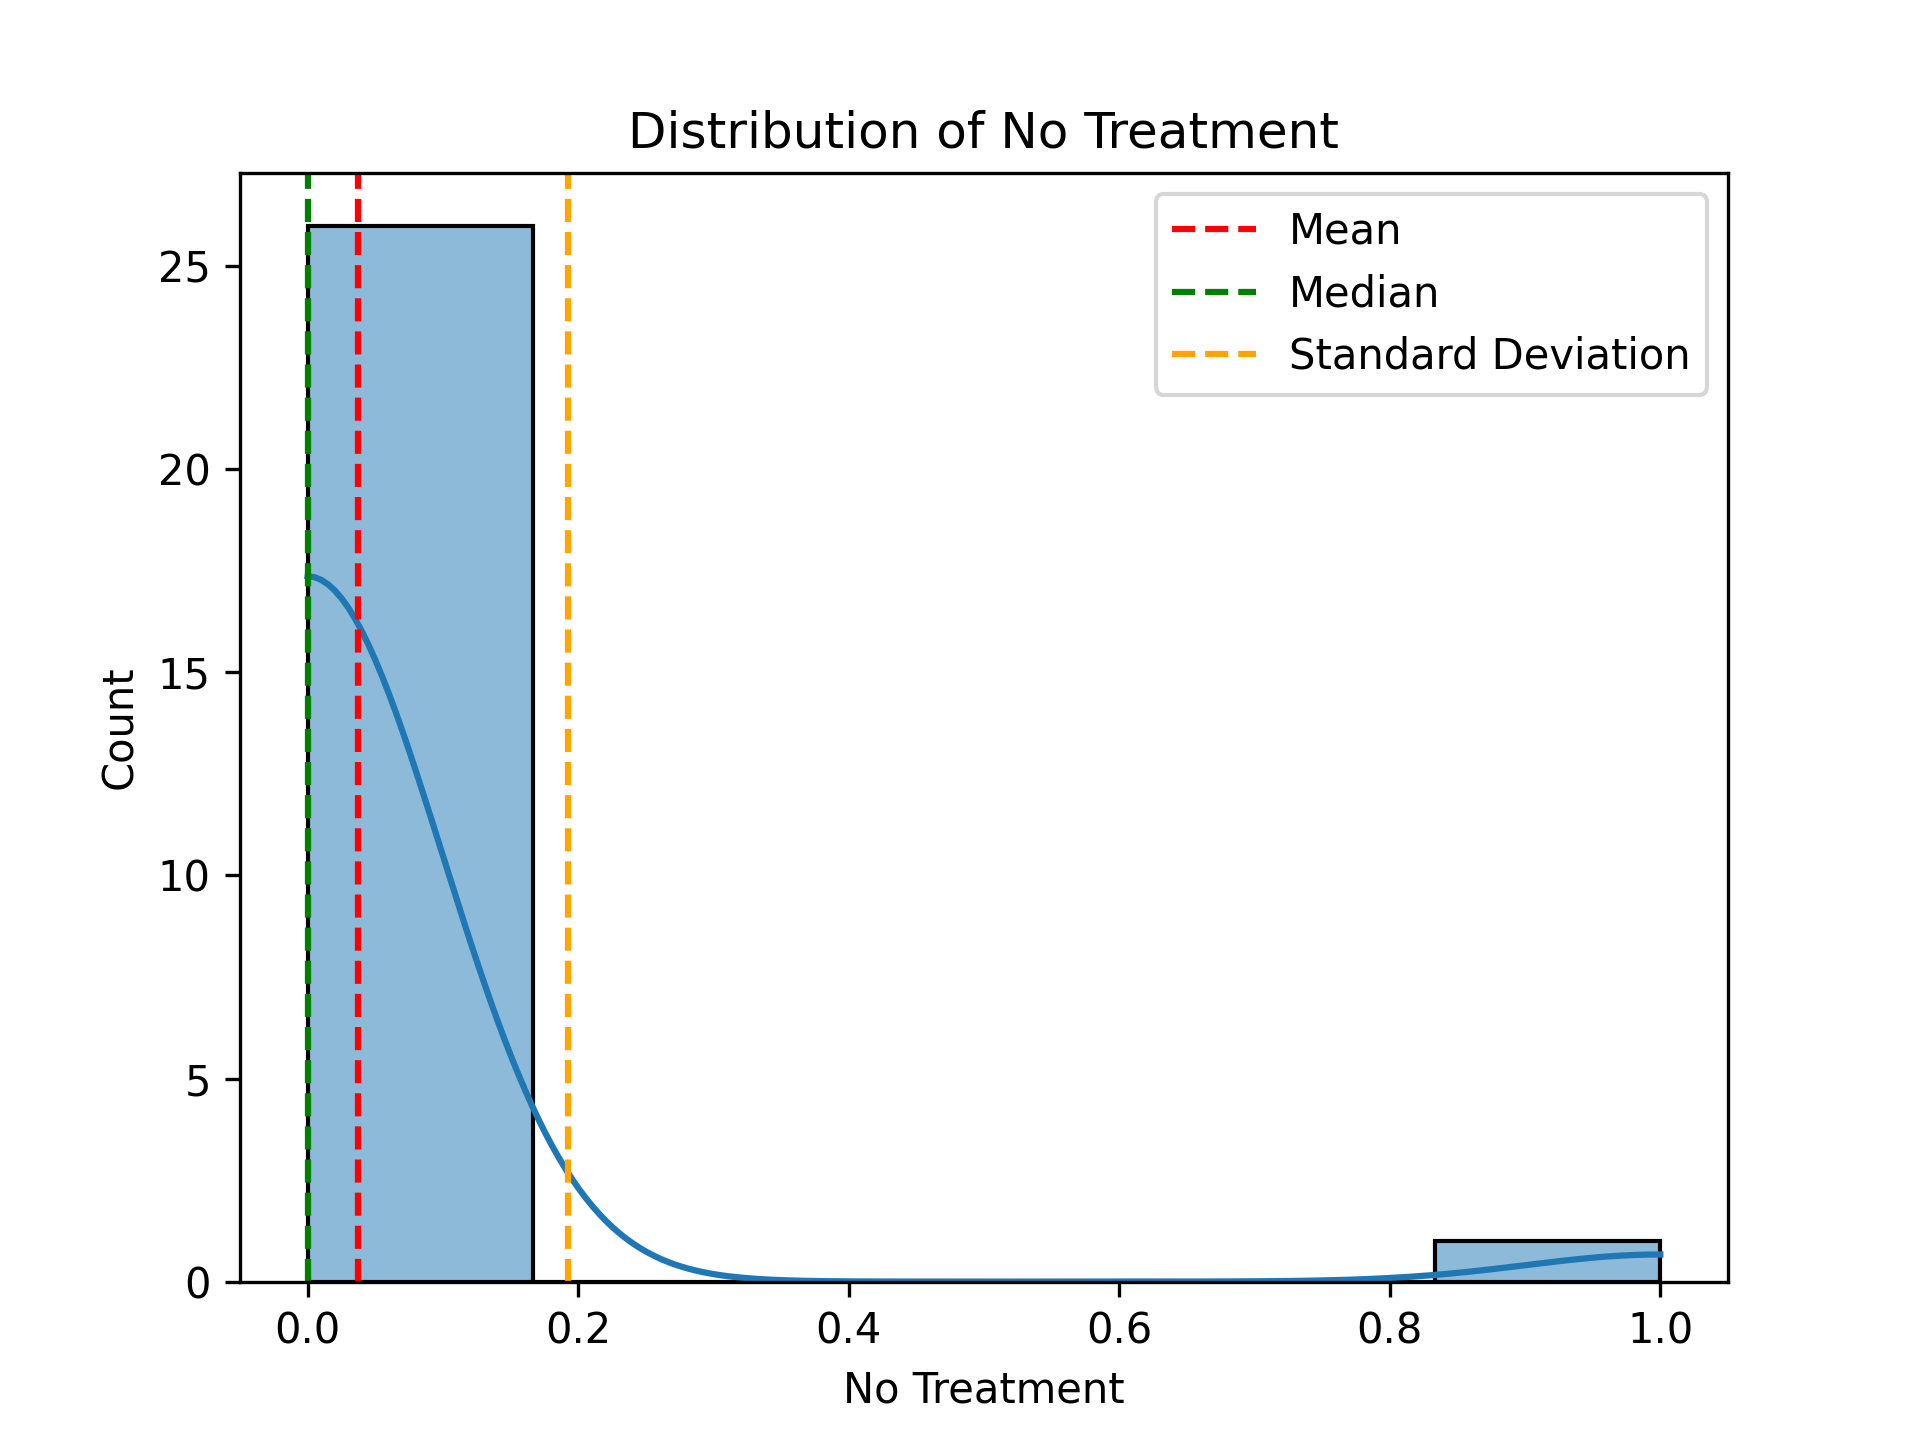 Distribution of No Treatment
Mean
Median
Standard Deviation
25
20
15
10
5
0
Count
0.0 0.2 0.4 0.6 0.8 1.0
No Treatment